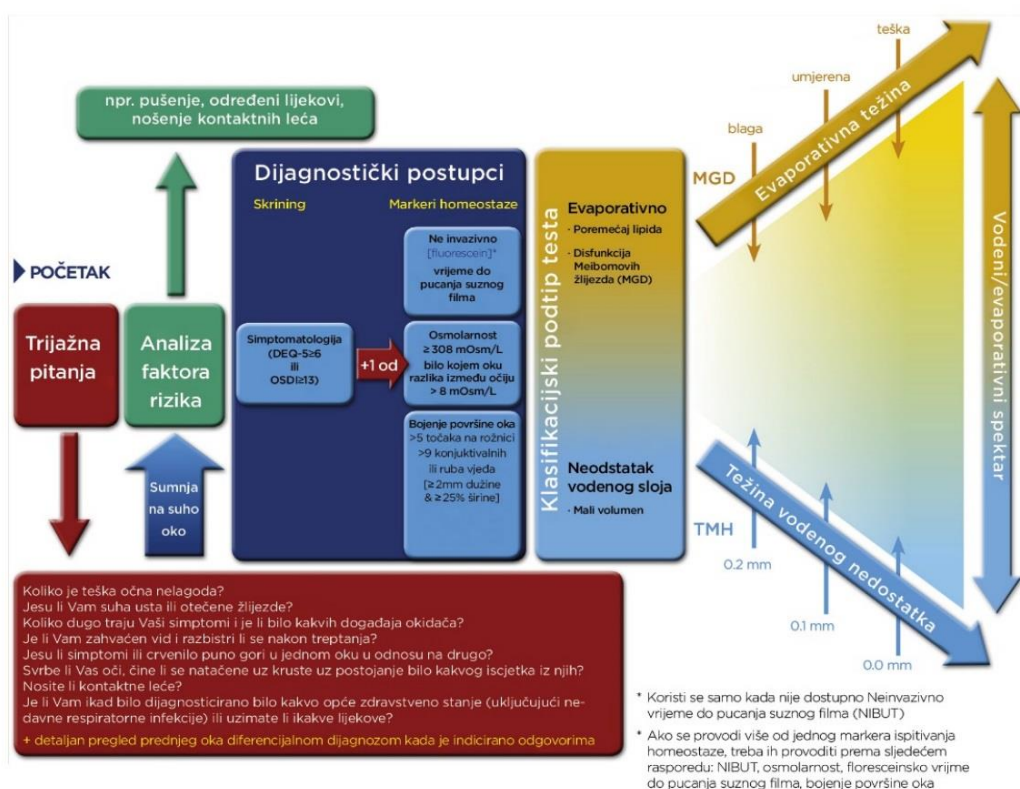 npr. pušenje, određeni lijekovi,
nošenje kontaktnih leća
POČETAK
Trijažna
pitanja
Analiza
faktora
rizika
Sumnja
na suho
oko
Dijagnostički postupci
Skrining
Markeri homeostaze
Simptomatologija
(DEQ-5≥6
ili
OSDI≥13)
+1 od
Ne invazivno
[fluorescein]*
vrijeme do
pucanja suznog
filma
Osmolarnost
≥308 mOsm/L
bilo kojem oku
razlika između očiju
> 8 mOsm/L
Bojenje površine oka
>5 točaka na rožnici
>9 konjuktivalnih
ili ruba vjeđa
[≥2mm dužine
& ≥25% širine]
Klasifikacijski podtip testa
Evaporativno
· Poremećaj lipida
· Disfunkcija
Meibomovih
žlijezda (MGD)
Neodstatak
vodenog sloja
· Mali volumen
MGD
blaga
umjerena
teška
Evaporativna težina
Vodeni/evaporativni spektar
TMH
Težina vodenog nedostatka
0.2 mm
0.1 mm
0.0 mm
Koliko je teška očna nelagoda?
Jesu li Vam suha usta ili otečene žlijezde?
Koliko dugo traju Vaši simptomi i je li bilo kakvih događaja okidača?
Je li Vam zahvaćen vid i razbistri li se nakon treptanja?
Jesu li simptomi ili crvenilo puno gori u jednom oku u odnosu na drugo?
Svrbe li Vas oči, čine li se natačene uz kruste uz postojanje bilo kakvog iscjetka iz njih?
Nosite li kontaktne leće?
Je li Vam ikad bilo dijagnosticirano bilo kakvo opće zdravstveno stanje (uključujući ne-
davne respiratorne infekcije) ili uzimate li ikakve lijekove?
+ detaljan pregled prednjeg oka diferencijalnom dijagnozom kada je indicirano odgovorima
* Koristi se samo kada nije dostupno Neinvazivno
vrijeme do pucanja suznog filma (NIBUT)
* Ako se provodi više od jednog markera ispitivanja
homeostaze, treba ih provoditi prema sljedećem
rasporedu: NIBUT, osmolarnost, floresceinsko vrijme
do pucanja suznog filma, bojenje površine oka